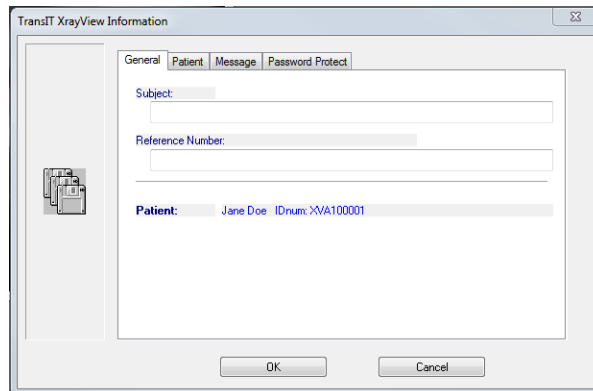 TransIT XrayView Information
General Patient Message Password Protect
Subject:
Reference Number:
Patient: Jane Doe IDnum: XVA100001
OK Cancel